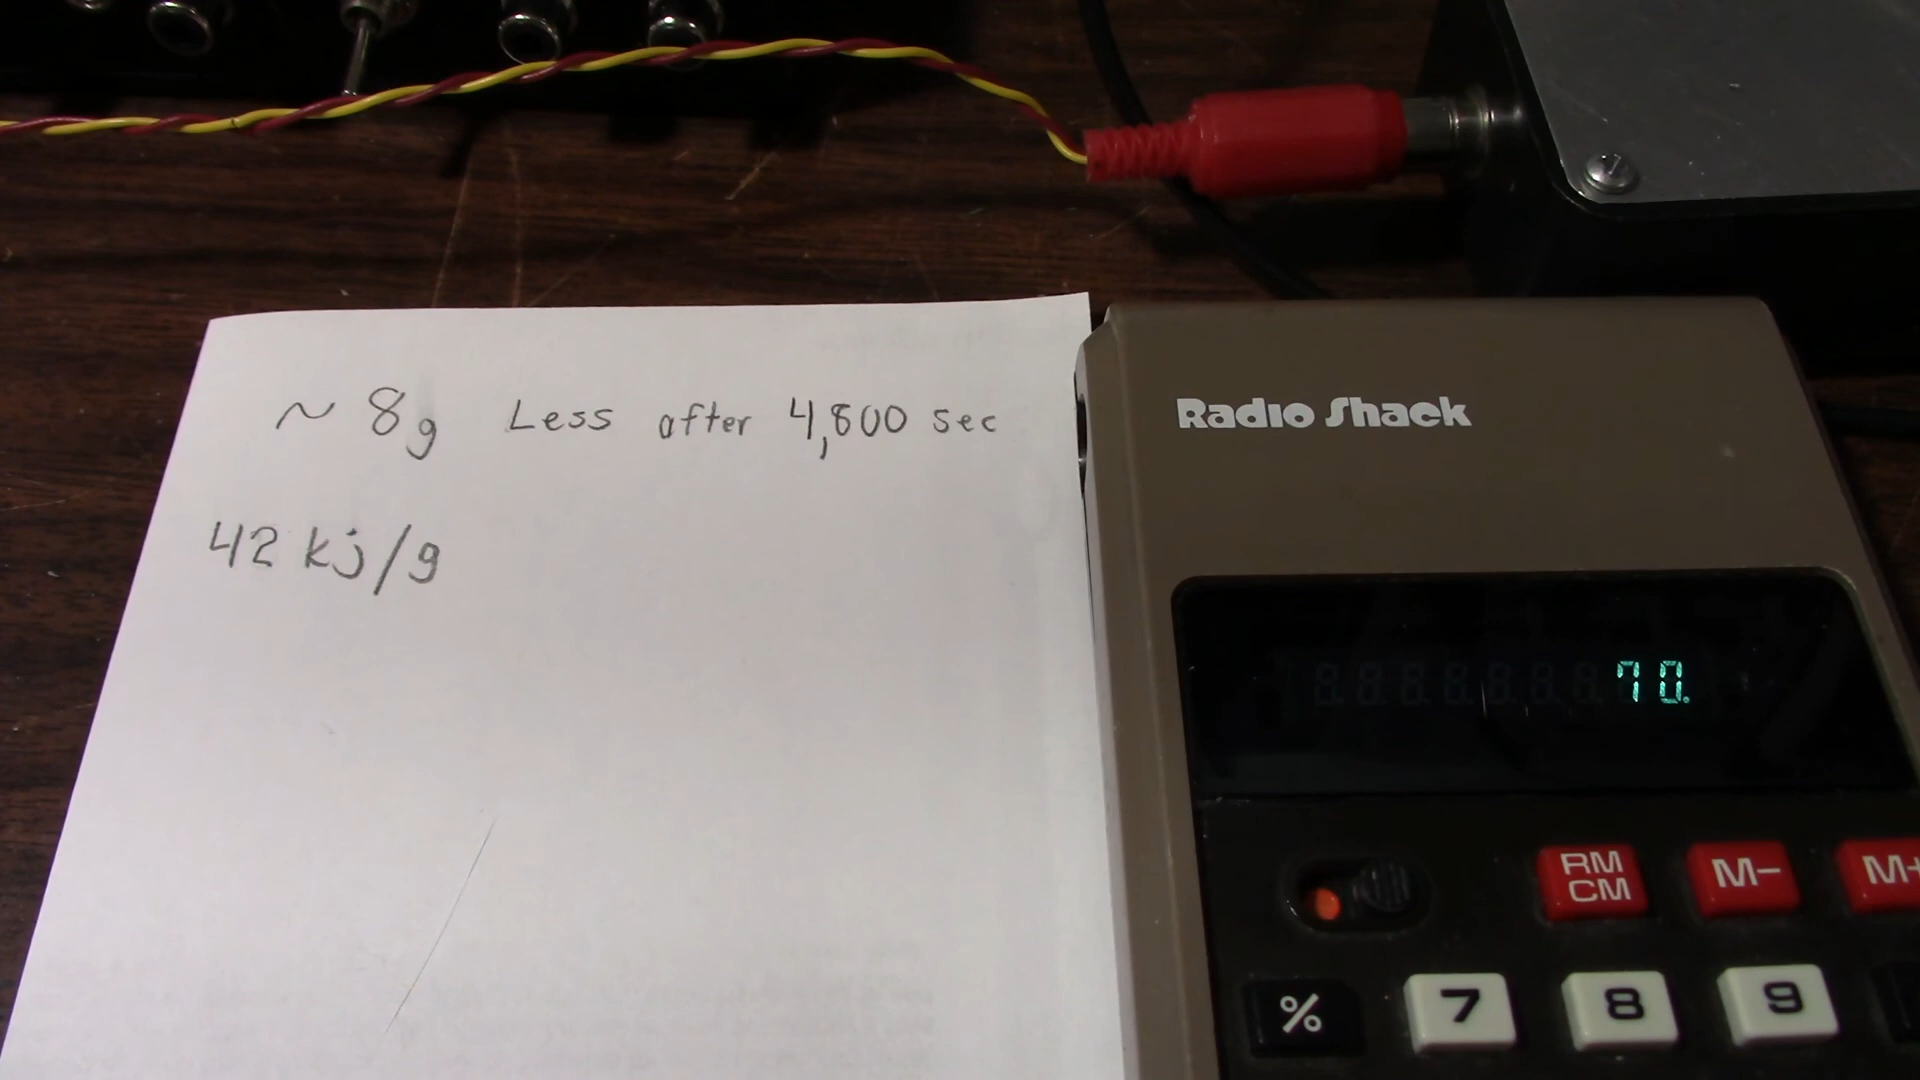 ~ 8g Less after 4,800 sec
42 kj/g
Radio Shack
70.
RM
CM
M−
M+
%
7
8
9